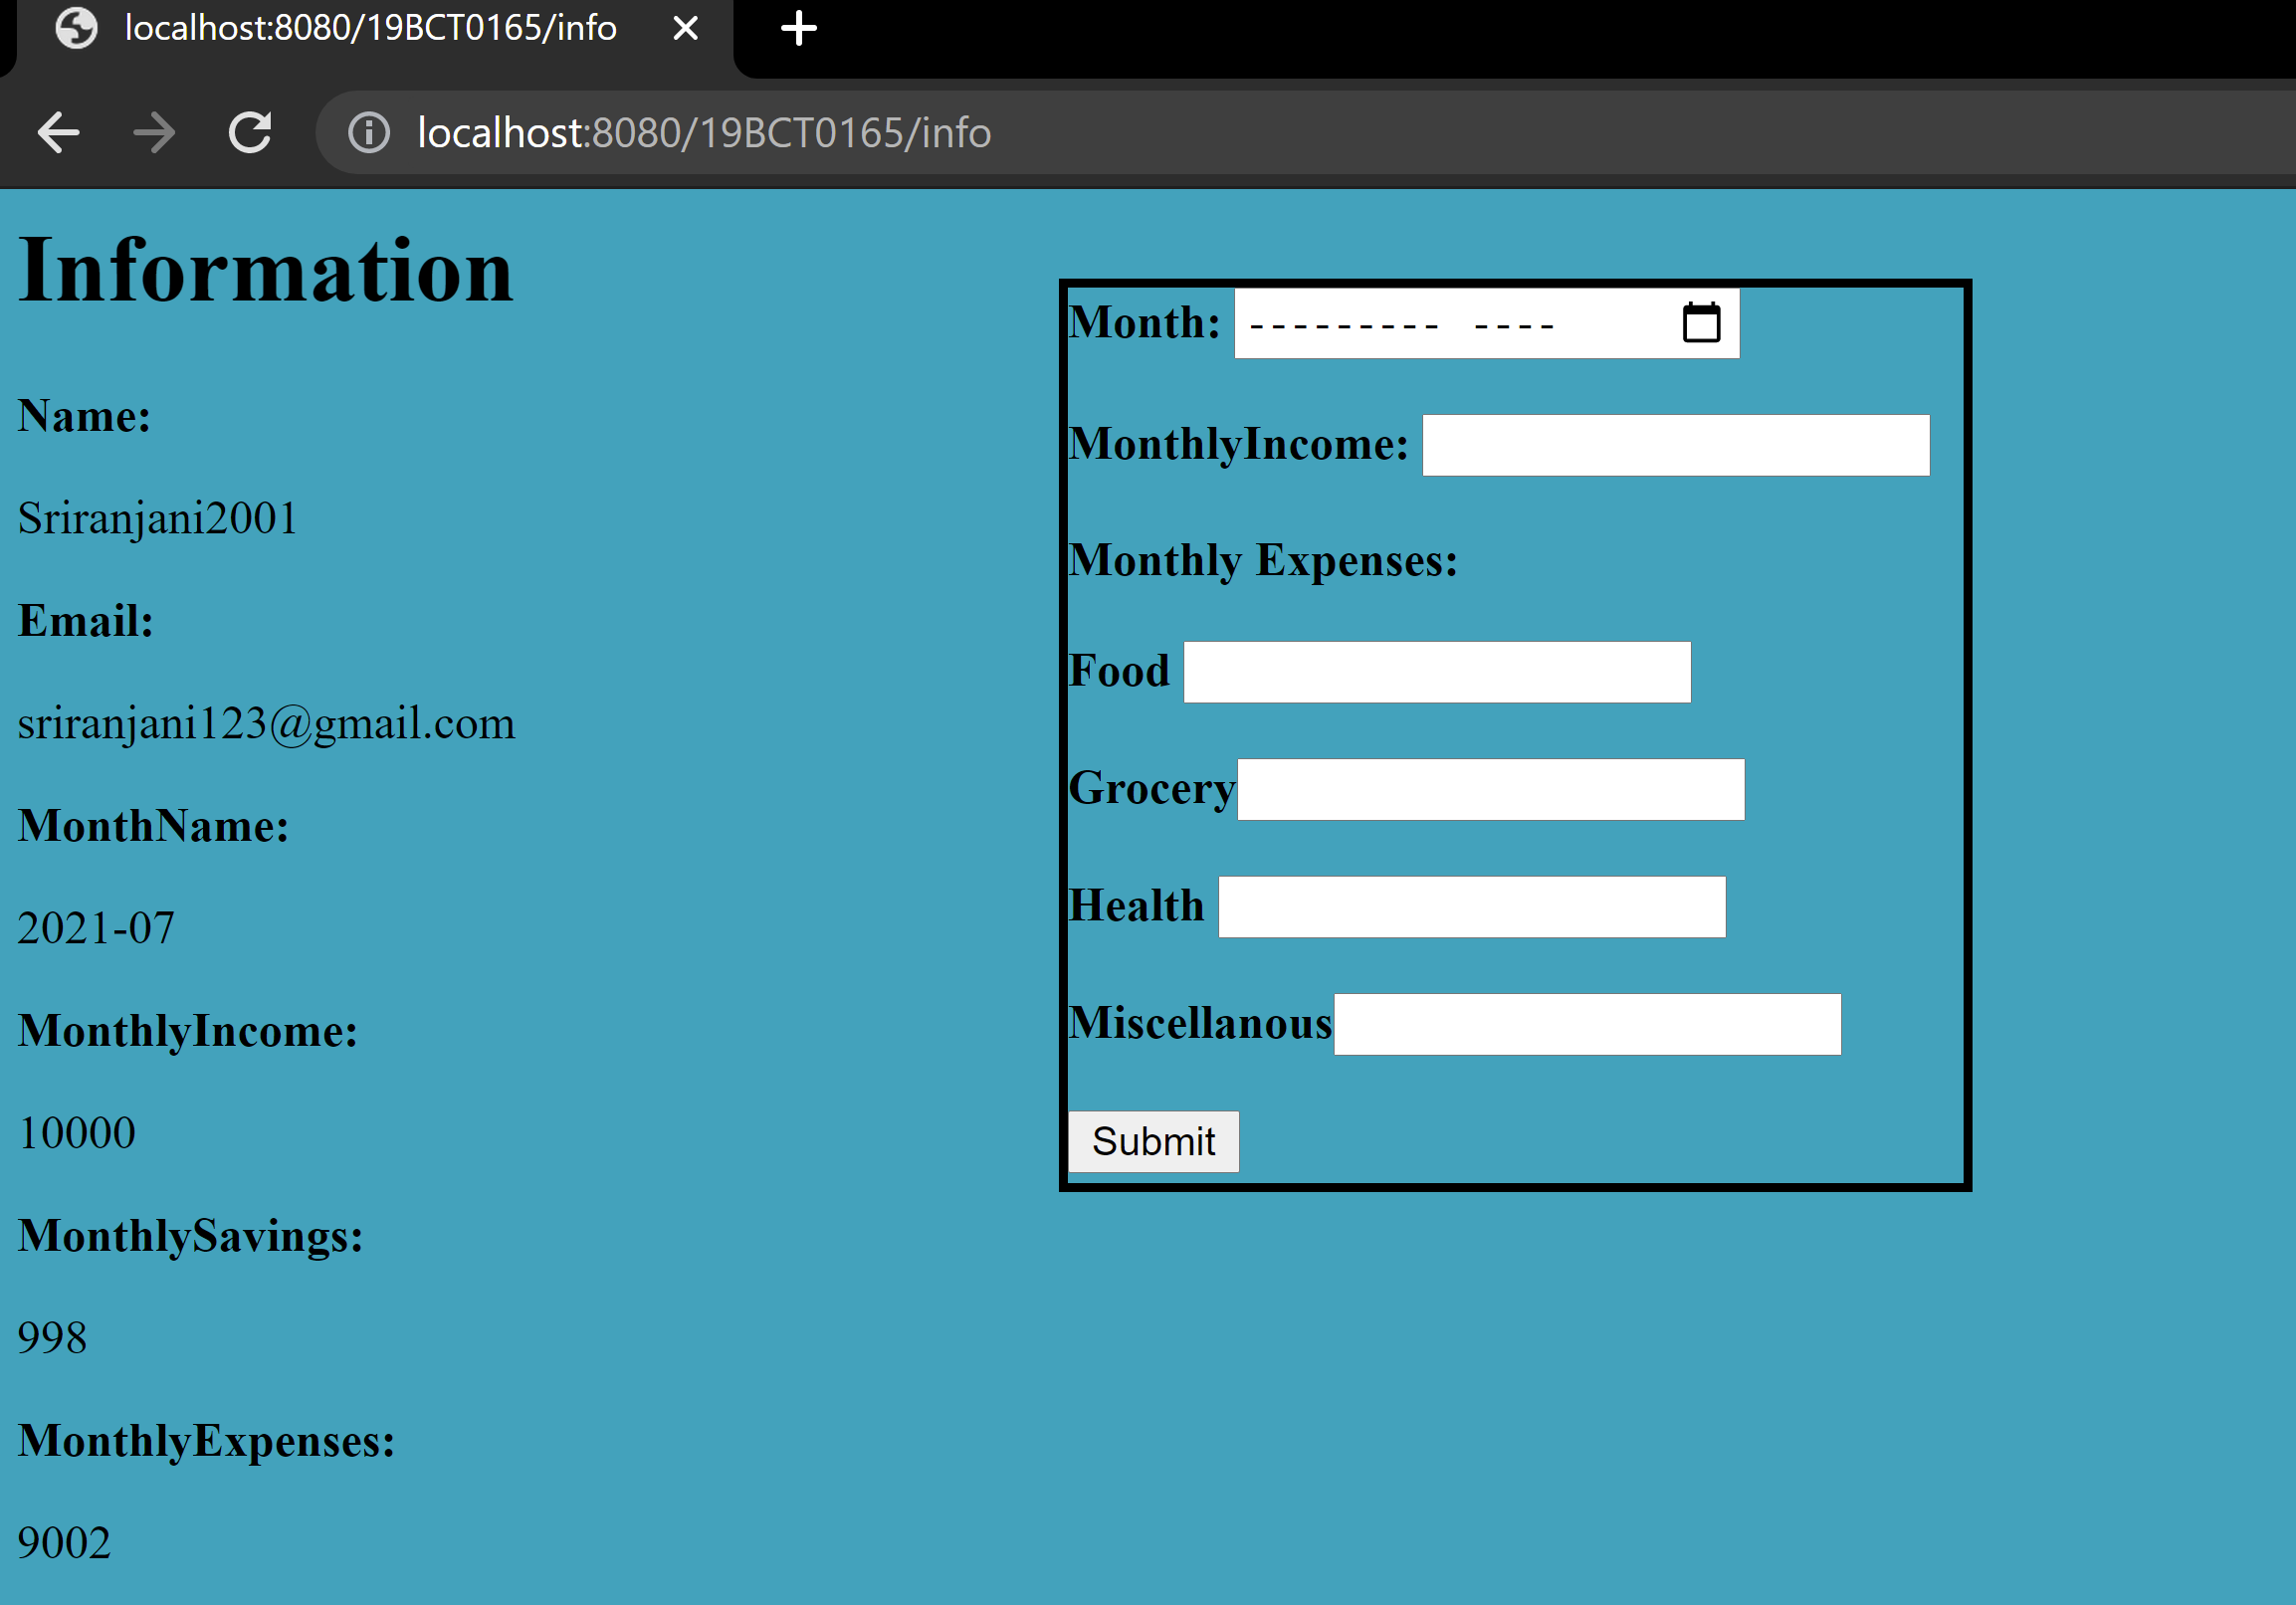 localhost:8080/19BCT0165/info
localhost:8080/19BCT0165/info
Information
Name:
Sriranjani2001
Email:
sriranjani123@gmail.com
MonthName:
2021-07
MonthlyIncome:
10000
MonthlySavings:
998
MonthlyExpenses:
9002
Month: --------- ----
MonthlyIncome:
Monthly Expenses:
Food
Grocery
Health
Miscellanous
Submit